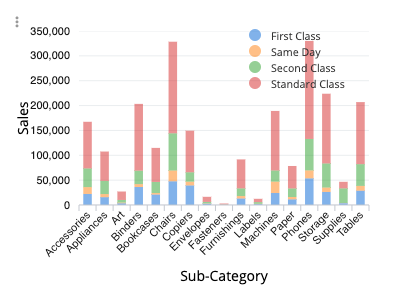 350,000
300,000
250,000
200,000
150,000
100,000
50,000
0
Sales
First Class
Same Day
Second Class
Standard Class
Accessories
Appliances
Art
Binders
Bookcases
Chairs
Copiers
Envelopes
Fasteners
Furnishings
Labels
Machines
Paper
Phones
Storage
Supplies
Tables
Sub-Category